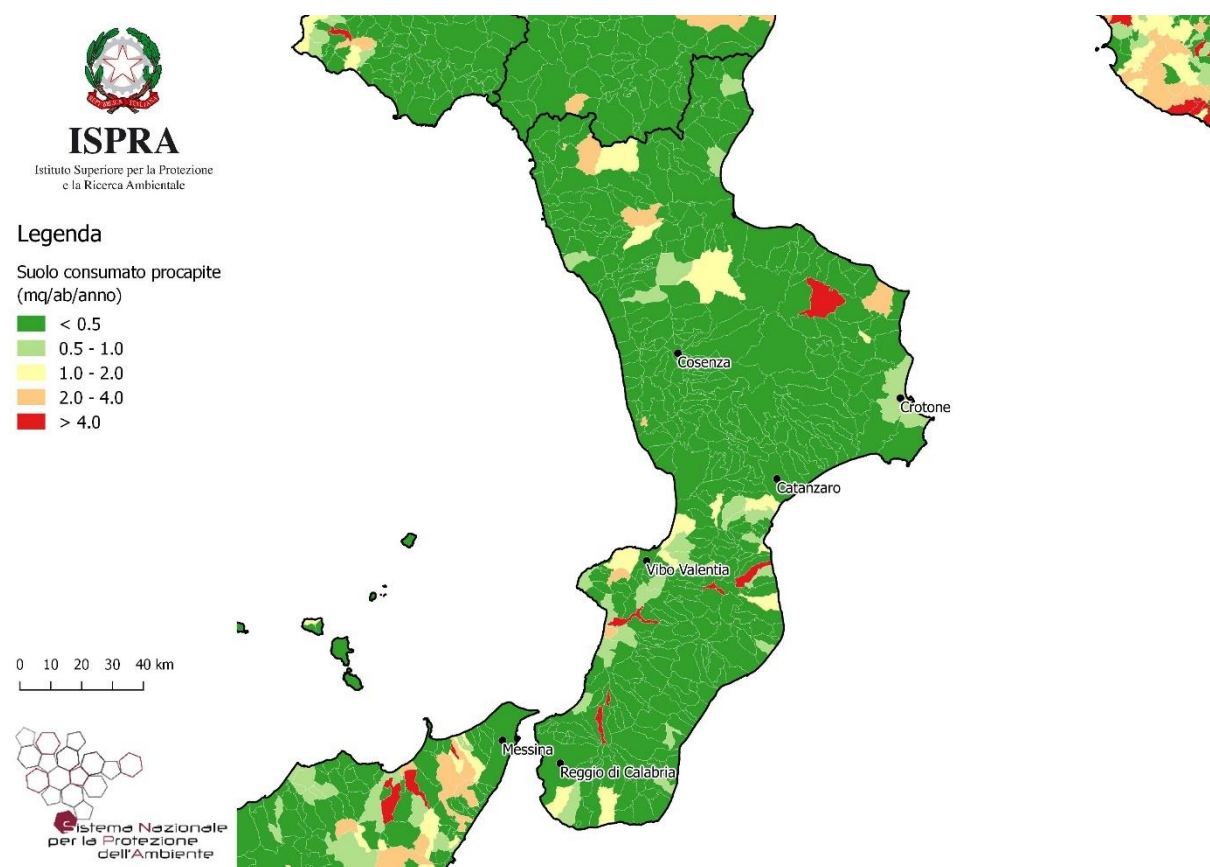 REPVBBLICA ITALIANA
ISPRA
Istituto Superiore per la Protezione
e la Ricerca Ambientale
Legenda
Suolo consumato procapite
(mq/ab/anno)
< 0.5
0.5 - 1.0
1.0 - 2.0
2.0 - 4.0
> 4.0
Cosenza
Crotone
Catanzaro
Vibo Valentia
Messina
Reggio di Calabria
0 10 20 30 40 km
Sistema Nazionale
per la Protezione
dell'Ambiente